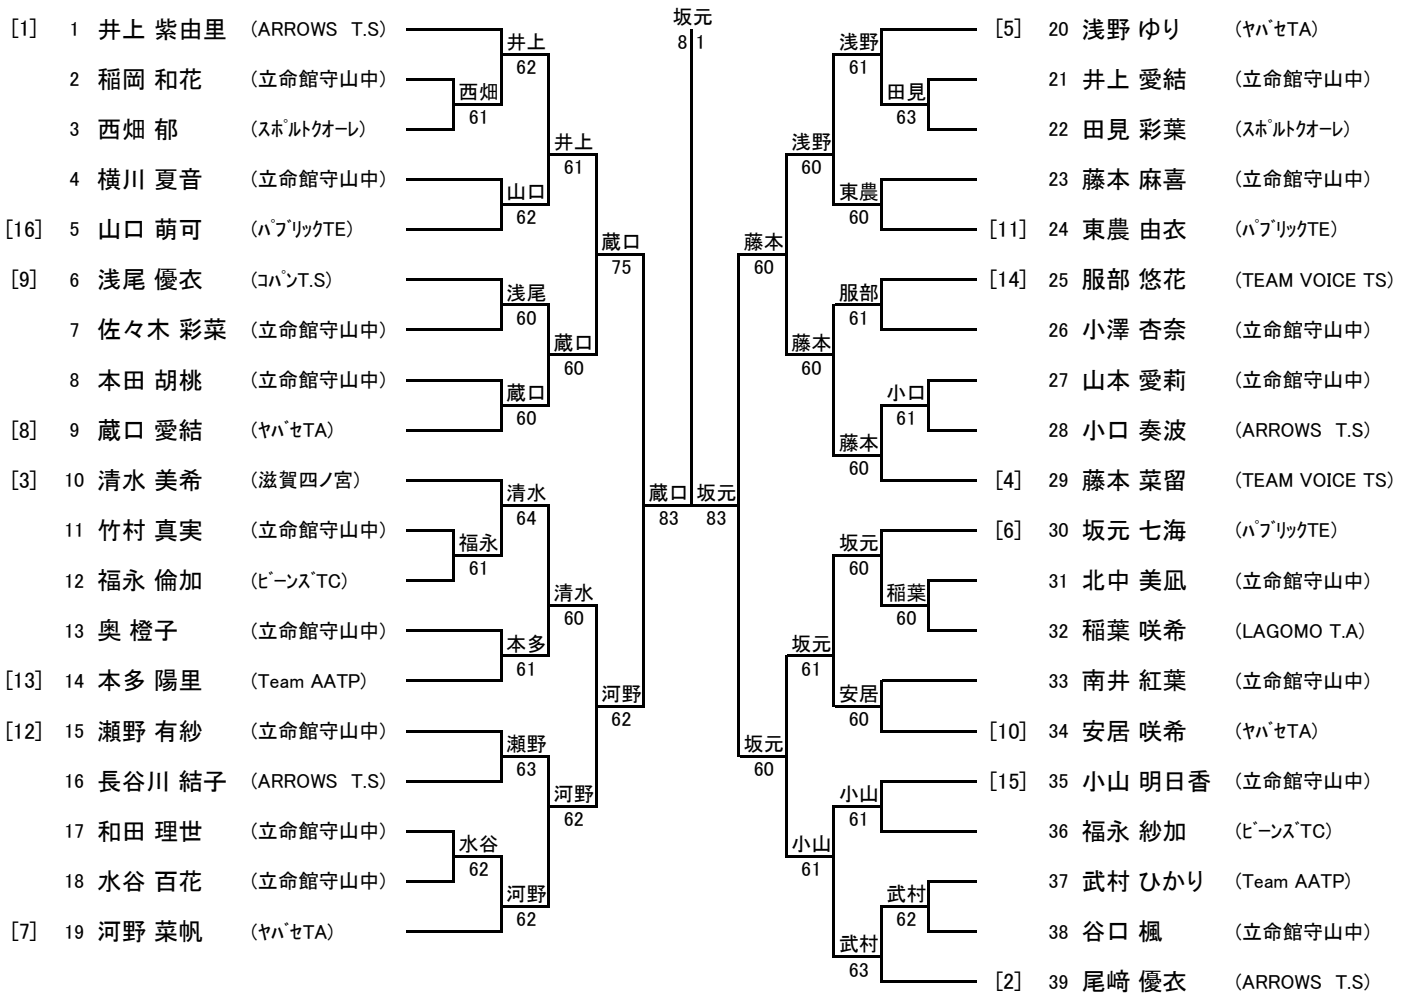 坂元
8 1
[1] 1 井上 紫由里 (ARROWS T.S)
2 稲岡 和花 (立命館守山中)
3 西畑 郁 (ｽﾎﾟﾙﾄクオーレ)
4 横川 夏音 (立命館守山中)
[16] 5 山口 萌可 (ﾊﾟﾌﾞﾘｯｸTE)
[9] 6 浅尾 優衣 (ｺﾊﾟﾝT.S)
7 佐々木 彩菜 (立命館守山中)
8 本田 胡桃 (立命館守山中)
[8] 9 蔵口 愛結 (ﾔﾊﾞｾTA)
[3] 10 清水 美希 (滋賀四ノ宮)
11 竹村 真実 (立命館守山中)
12 福永 倫加 (ﾋﾞｰﾝｽﾞTC)
13 奥 橙子 (立命館守山中)
[13] 14 本多 陽里 (Team AATP)
[12] 15 瀬野 有紗 (立命館守山中)
16 長谷川 結子 (ARROWS T.S)
17 和田 理世 (立命館守山中)
18 水谷 百花 (立命館守山中)
[7] 19 河野 菜帆 (ﾔﾊﾞｾTA)
西畑
61
福永
61
水谷
62
井上
62
山口
62
浅尾
60
蔵口
60
清水
64
本多
61
瀬野
63
河野
62
井上
61
蔵口
60
清水
60
河野
62
蔵口
75
河野
62
蔵口
83
坂元
83
藤本
60
坂元
60
浅野
60
藤本
60
坂元
61
小山
61
浅野
61
東農
60
服部
61
藤本
60
坂元
60
安居
60
小山
61
武村
63
田見
63
小口
61
稲葉
60
武村
62
[5] 20 浅野 ゆり (ﾔﾊﾞｾTA)
21 井上 愛結 (立命館守山中)
22 田見 彩葉 (ｽﾎﾟﾙﾄクオーレ)
23 藤本 麻喜 (立命館守山中)
[11] 24 東農 由衣 (ﾊﾟﾌﾞﾘｯｸTE)
[14] 25 服部 悠花 (TEAM VOICE TS)
26 小澤 杏奈 (立命館守山中)
27 山本 愛莉 (立命館守山中)
28 小口 奏波 (ARROWS T.S)
[4] 29 藤本 菜留 (TEAM VOICE TS)
[6] 30 坂元 七海 (ﾊﾟﾌﾞﾘｯｸTE)
31 北中 美凪 (立命館守山中)
32 稲葉 咲希 (LAGOMO T.A)
33 南井 紅葉 (立命館守山中)
[10] 34 安居 咲希 (ﾔﾊﾞｾTA)
[15] 35 小山 明日香 (立命館守山中)
36 福永 紗加 (ﾋﾞｰﾝｽﾞTC)
37 武村 ひかり (Team AATP)
38 谷口 楓 (立命館守山中)
[2] 39 尾﨑 優衣 (ARROWS T.S)